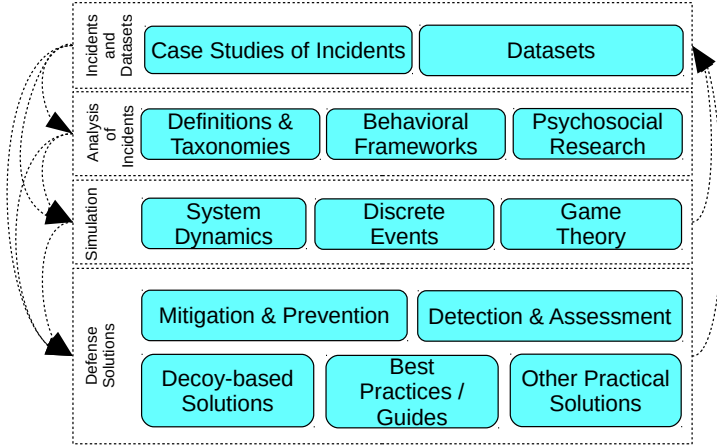 Incidents
and
Datasets
Case Studies of Incidents
Datasets
Analysis
of
Incidents
Definitions &
Taxonomies
Behavioral
Frameworks
Psychosocial
Research
Simulation
System
Dynamics
Discrete
Events
Game
Theory
Defense
Solutions
Mitigation & Prevention
Detection & Assessment
Decoy-based
Solutions
Best
Practices /
Guides
Other Practical
Solutions